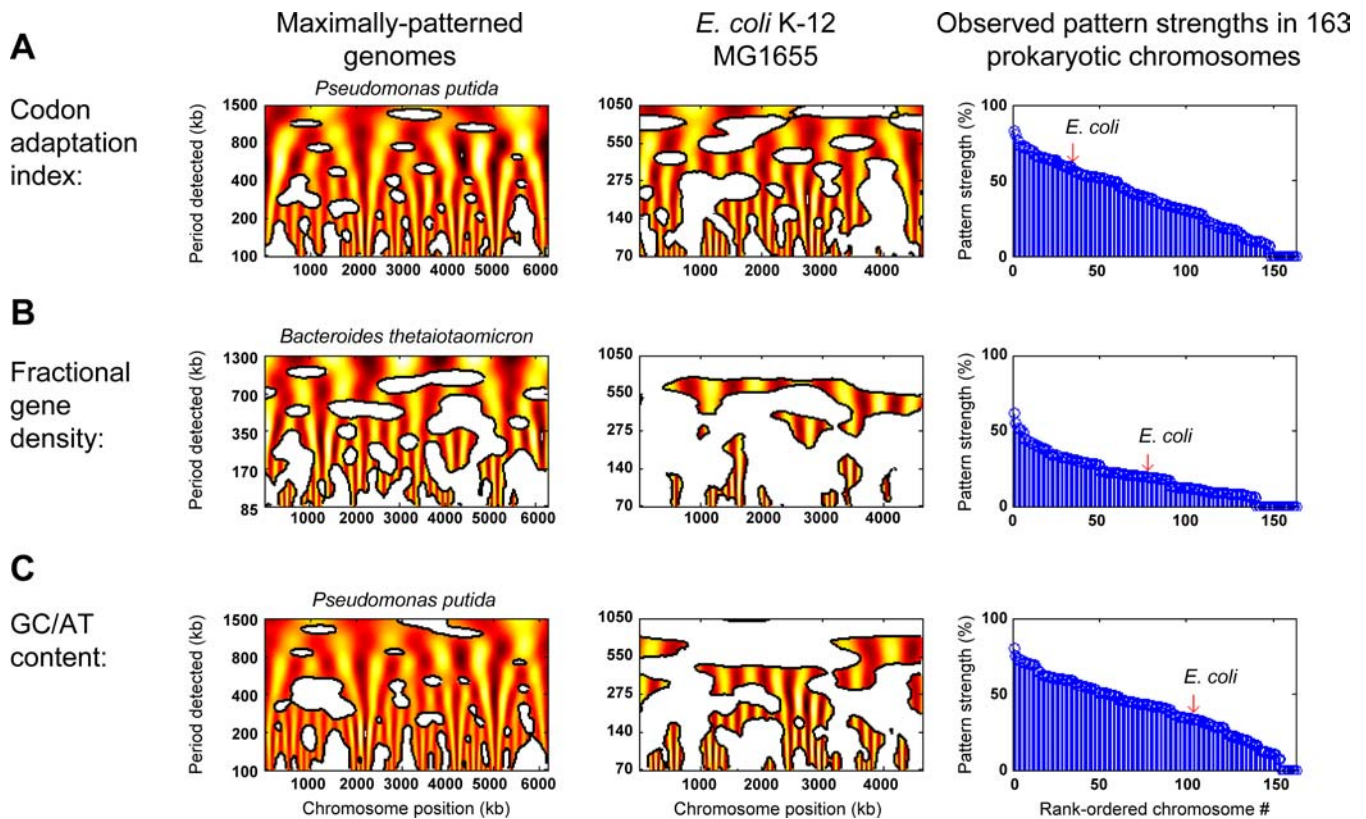 Maximally-patterned
genomes
E. coli K-12
MG1655
Observed pattern strengths in 163
prokaryotic chromosomes
A
Codon
adaptation
index:
Pseudomonas putida
Period detected (kb)
1500
800
400
200
100
1000 2000 3000 4000 5000 6000
1050
550
275
140
70
1000 2000 3000 4000
Pattern strength (%)
100
50
0
0 50 100 150
E. coli
B
Fractional
gene
density:
Bacteroides thetaiotaomicron
Period detected (kb)
1300
700
350
170
85
1000 2000 3000 4000 5000 6000
1050
550
275
140
70
1000 2000 3000 4000
Pattern strength (%)
100
50
0
0 50 100 150
E. coli
C
GC/AT
content:
Pseudomonas putida
Period detected (kb)
1500
800
400
200
100
1000 2000 3000 4000 5000 6000
Chromosome position (kb)
1050
550
275
140
70
1000 2000 3000 4000
Chromosome position (kb)
Pattern strength (%)
100
50
0
0 50 100 150
E. coli
Rank-ordered chromosome #